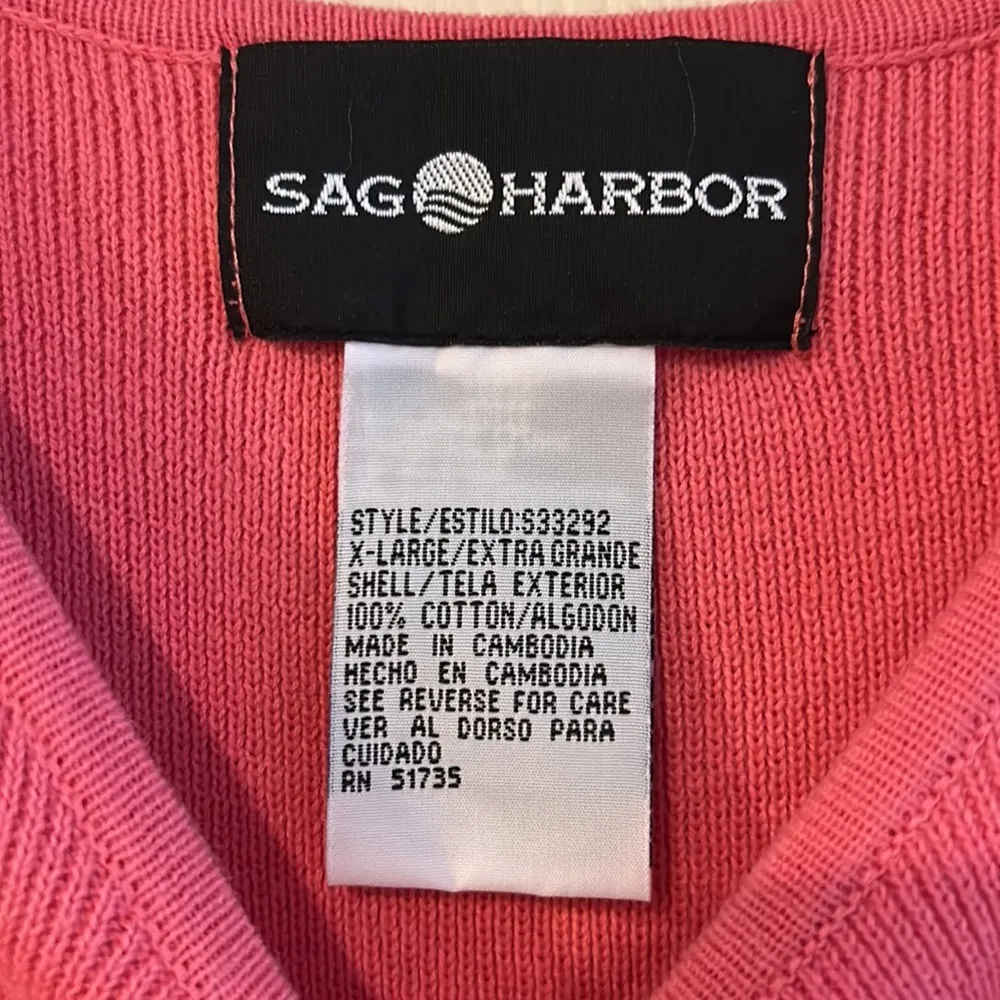 SAG HARBOR
STYLE/ESTILO:S33292
X-LARGE/EXTRA GRANDE
SHELL/TELA EXTERIOR
100% COTTON/ALGODON
MADE IN CAMBODIA
HECHO EN CAMBODIA
SEE REVERSE FOR CARE
VER AL DORSO PARA
CUIDADO
RN 51735